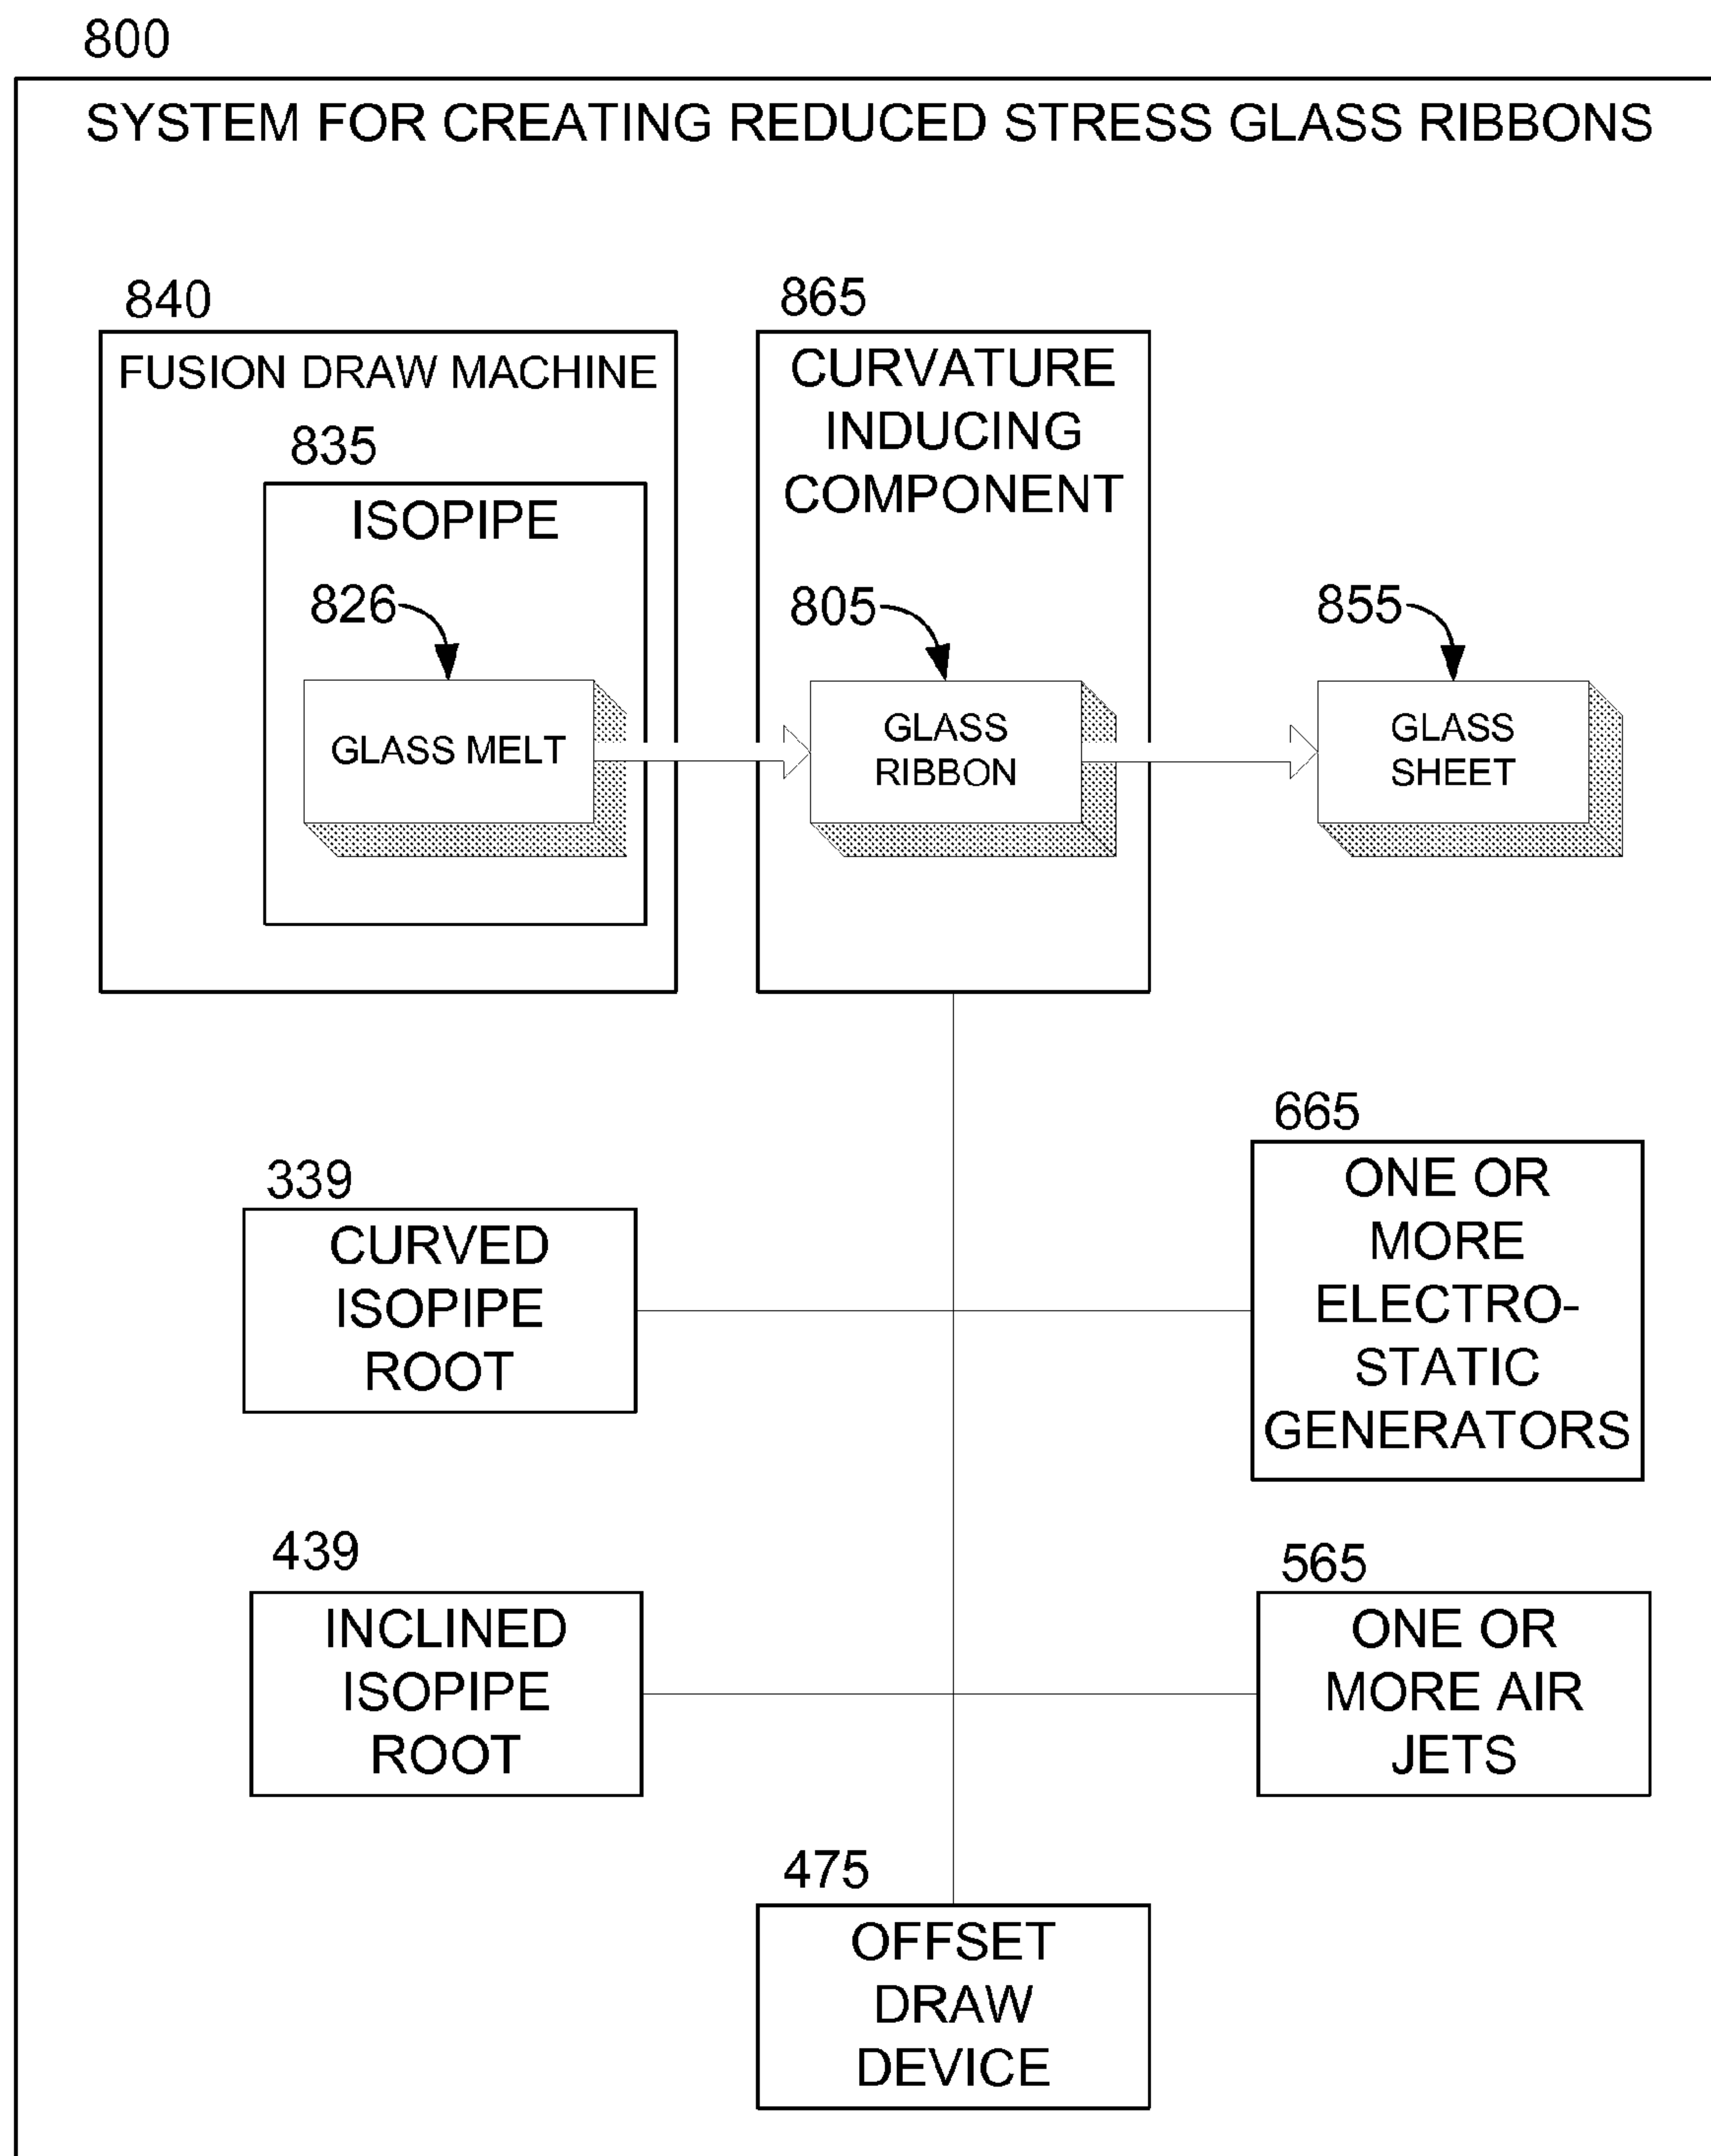 800
SYSTEM FOR CREATING REDUCED STRESS GLASS RIBBONS
840
FUSION DRAW MACHINE
835
ISOPIPE
826
GLASS MELT
865
CURVATURE
INDUCING
COMPONENT
805
GLASS
RIBBON
855
GLASS
SHEET
339
CURVED
ISOPIPE
ROOT
665
ONE OR
MORE
ELECTRO-
STATIC
GENERATORS
439
INCLINED
ISOPIPE
ROOT
565
ONE OR
MORE AIR
JETS
475
OFFSET
DRAW
DEVICE